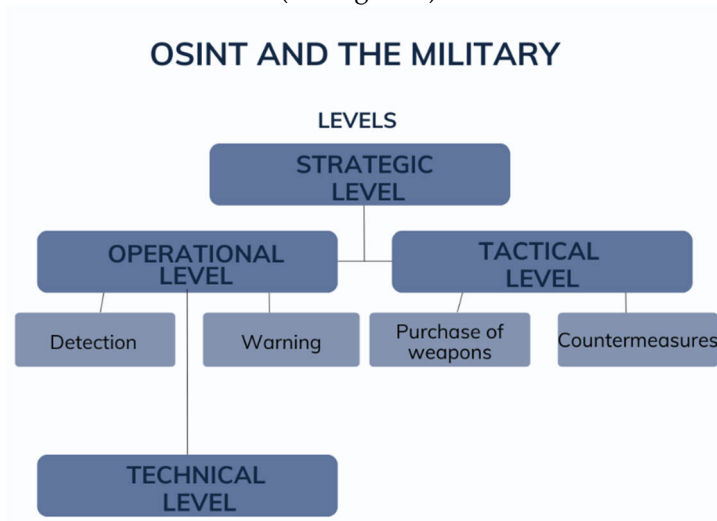 OSINT AND THE MILITARY
LEVELS
STRATEGIC
LEVEL
OPERATIONAL
LEVEL
TACTICAL
LEVEL
Detection
Warning
Purchase of
weapons
Countermeasures
TECHNICAL
LEVEL